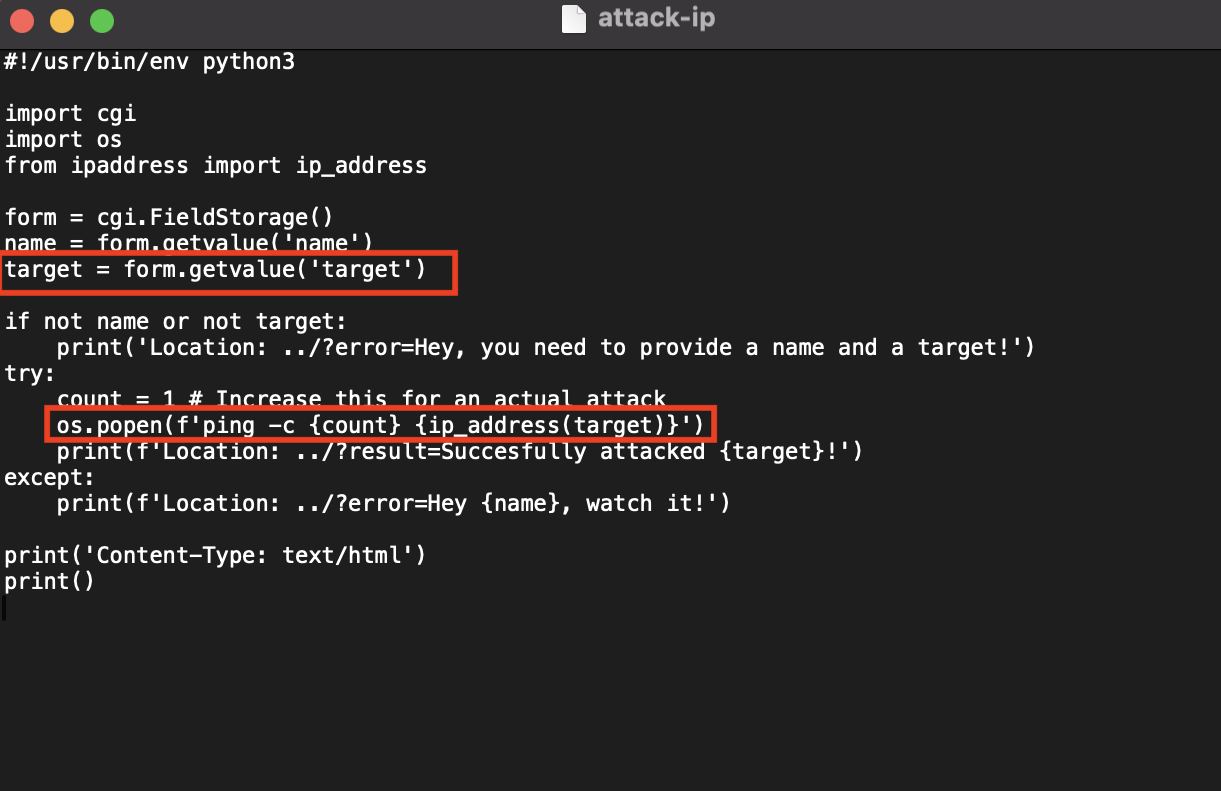 attack-ip
#!/usr/bin/env python3
import cgi
import os
from ipaddress import ip_address
form = cgi.FieldStorage()
name = form.getvalue('name')
target = form.getvalue('target')
if not name or not target:
    print('Location: ../?error=Hey, you need to provide a name and a target!')
try:
    count = 1 # Increase this for an actual attack
    os.popen(f'ping -c {count} {ip_address(target)}')
    print(f'Location: ../?result=Succesfully attacked {target}!')
except:
    print(f'Location: ../?error=Hey {name}, watch it!')
print('Content-Type: text/html')
print()